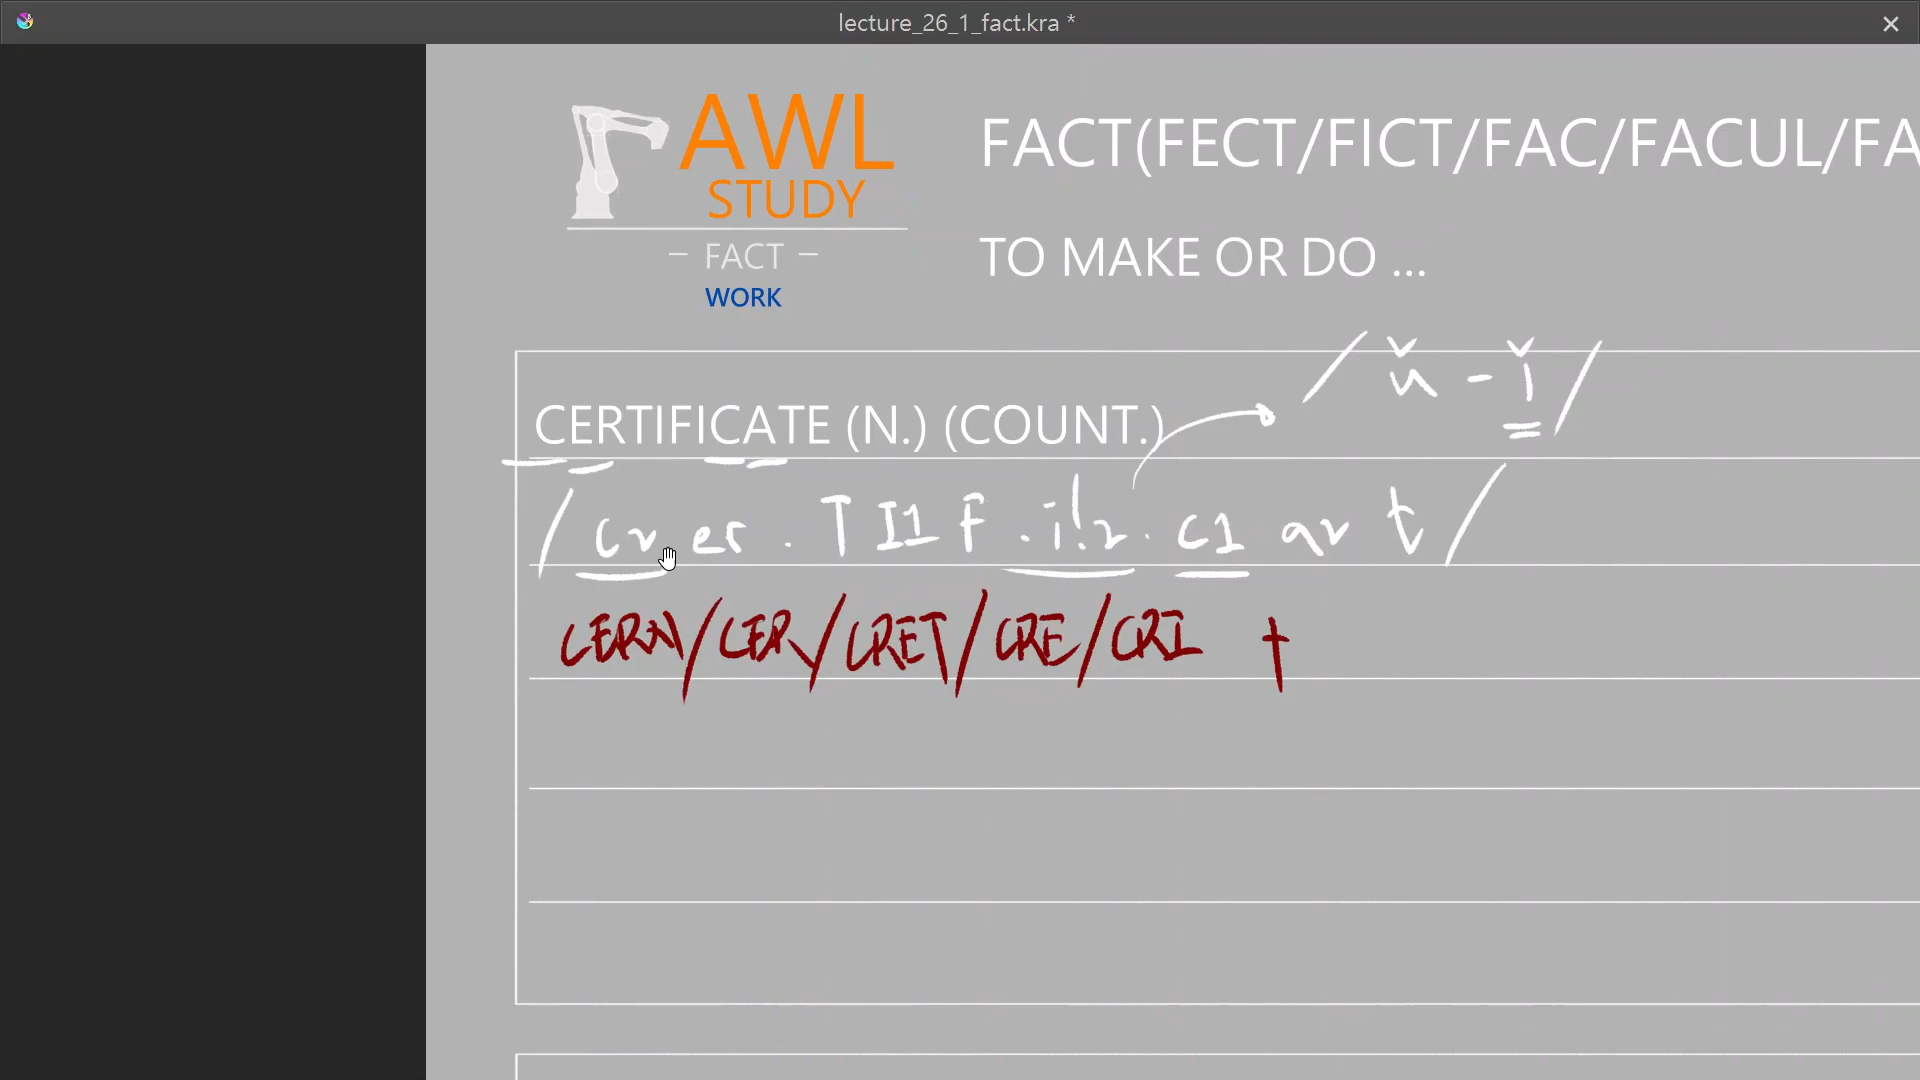 lecture_26_1_fact.kra *
AWL
STUDY
— FACT —
WORK
FACT(FECT/FICT/FAC/FACUL/FA
TO MAKE OR DO ...
/ ŭ - ĭ /
CERTIFICATE (N.) (COUNT.)
CERN/CER/CRET/CRE/CRI +